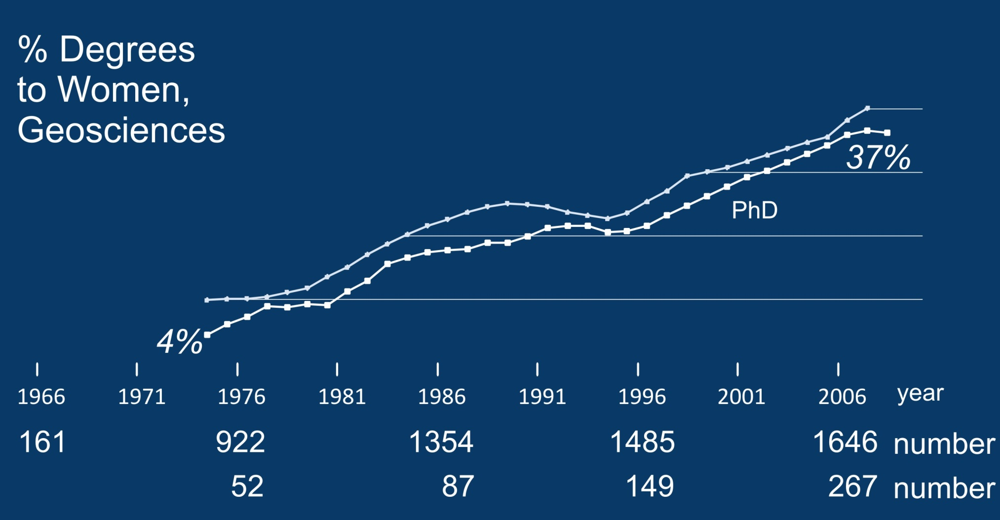 % Degrees
to Women,
Geosciences
37%
PhD
4%
1966 1971 1976 1981 1986 1991 1996 2001 2006 year
161 922 1354 1485 1646 number
52 87 149 267 number